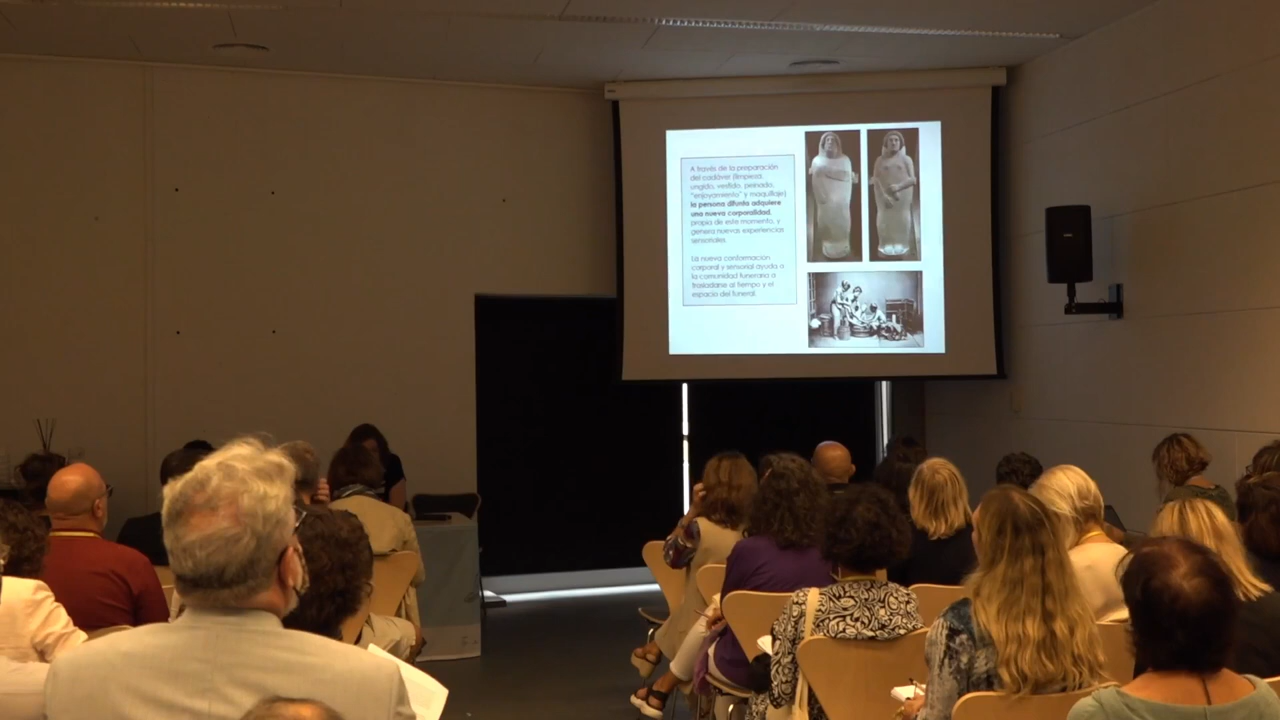 A través de la preparación
del cadáver (limpieza,
ungido, vestido, peinado,
"enjoyamiento" y maquillaje)
la persona difunta adquiere
una nueva corporalidad,
propia de este momento, y
genera nuevas experiencias
sensoriales.
La nueva conformación
corporal y sensorial ayuda a
la comunidad funeraria a
trasladarse al tiempo y el
espacio del funeral.